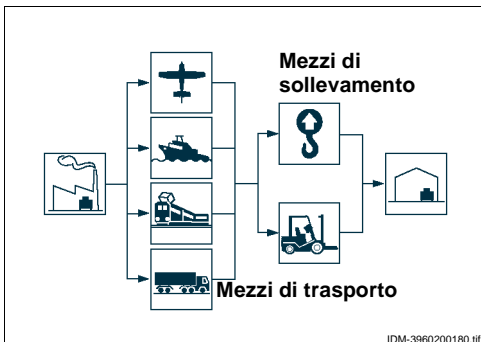 Mezzi di
sollevamento
Mezzi di trasporto
IDM-3960200180.tif